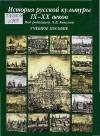 История русской культуры
IX–XX веков
Под редакцией Л.В. Кошман
УЧЕБНОЕ ПОСОБИЕ